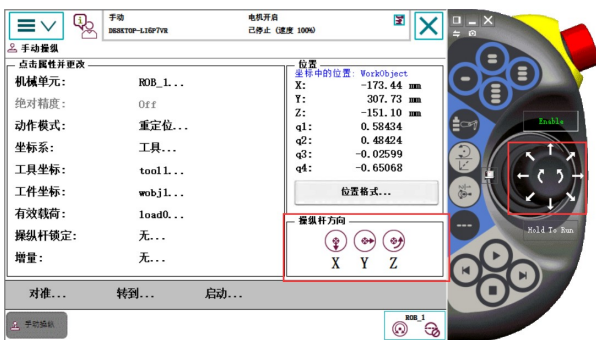 手动
DESKTOP-LI6P7VR
电机开启
已停止 (速度 100%)
手动操纵
点击属性并更改
机械单元: ROB_1...
绝对精度: Off
动作模式: 重定位...
坐标系: 工具...
工具坐标: tool1...
工件坐标: wobj1...
有效载荷: load0...
操纵杆锁定: 无...
增量: 无...
位置
坐标中的位置: WorkObject
X: -173.44 mm
Y: 307.73 mm
Z: -151.10 mm
q1: 0.58434
q2: 0.48424
q3: -0.02599
q4: -0.65068
位置格式...
操纵杆方向
X Y Z
对准... 转到... 启动...
手动操纵
ROB_1
Enable
Hold To Run